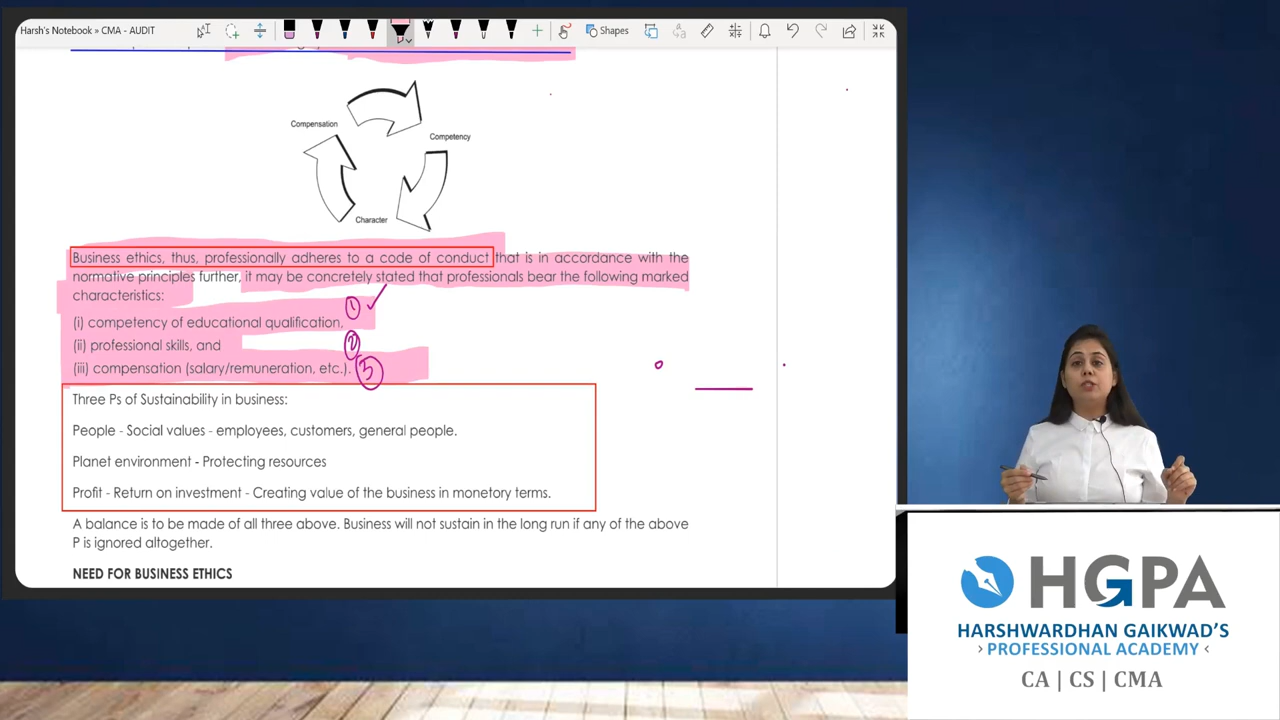 Harsh's Notebook » CMA - AUDIT
Shapes
Compensation
Competency
Character
Business ethics, thus, professionally adheres to a code of conduct that is in accordance with the
normative principles further, it may be concretely stated that professionals bear the following marked
characteristics:
(i) competency of educational qualification,
1
(ii) professional skills, and
2
(iii) compensation (salary/remuneration, etc.).
3
Three Ps of Sustainability in business:
People - Social values - employees, customers, general people.
Planet environment - Protecting resources
Profit - Return on investment - Creating value of the business in monetory terms.
A balance is to be made of all three above. Business will not sustain in the long run if any of the above
P is ignored altogether.
NEED FOR BUSINESS ETHICS
HGPA
HARSHWARDHAN GAIKWAD'S
› PROFESSIONAL ACADEMY ‹
CA | CS | CMA